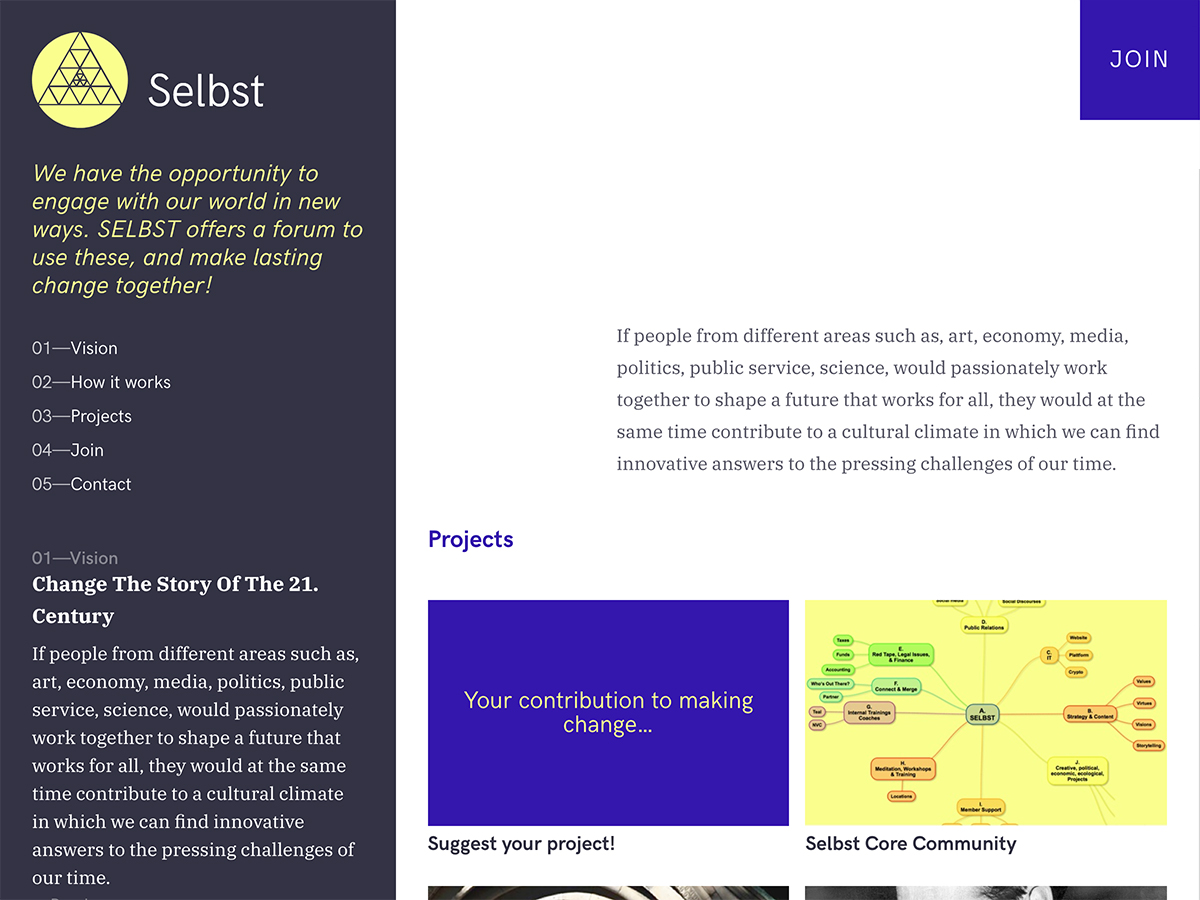 Selbst
JOIN
We have the opportunity to
engage with our world in new
ways. SELBST offers a forum to
use these, and make lasting
change together!
01—Vision
02—How it works
03—Projects
04—Join
05—Contact
01—Vision
Change The Story Of The 21.
Century
If people from different areas such as,
art, economy, media, politics, public
service, science, would passionately
work together to shape a future that
works for all, they would at the same
time contribute to a cultural climate
in which we can find innovative
answers to the pressing challenges of
our time.
If people from different areas such as, art, economy, media,
politics, public service, science, would passionately work
together to shape a future that works for all, they would at the
same time contribute to a cultural climate in which we can find
innovative answers to the pressing challenges of our time.
Projects
Your contribution to making
change...
Suggest your project!
Social Discourses
D.
Public Relations
Taxes
Funds
Accounting
E.
Red Tape, Legal Issues,
& Finance
Website
C.
IT
Plattform
Crypto
Who's Out There?
Partner
F.
Connect & Merge
Teal
NVC
G.
Internal Trainings
Coaches
A.
SELBST
B.
Strategy & Content
Values
Virtues
Visions
Storytelling
H.
Meditation, Workshops
& Training
Locations
J.
Creative, political,
economic, ecological,
Projects
I.
Member Support
Selbst Core Community